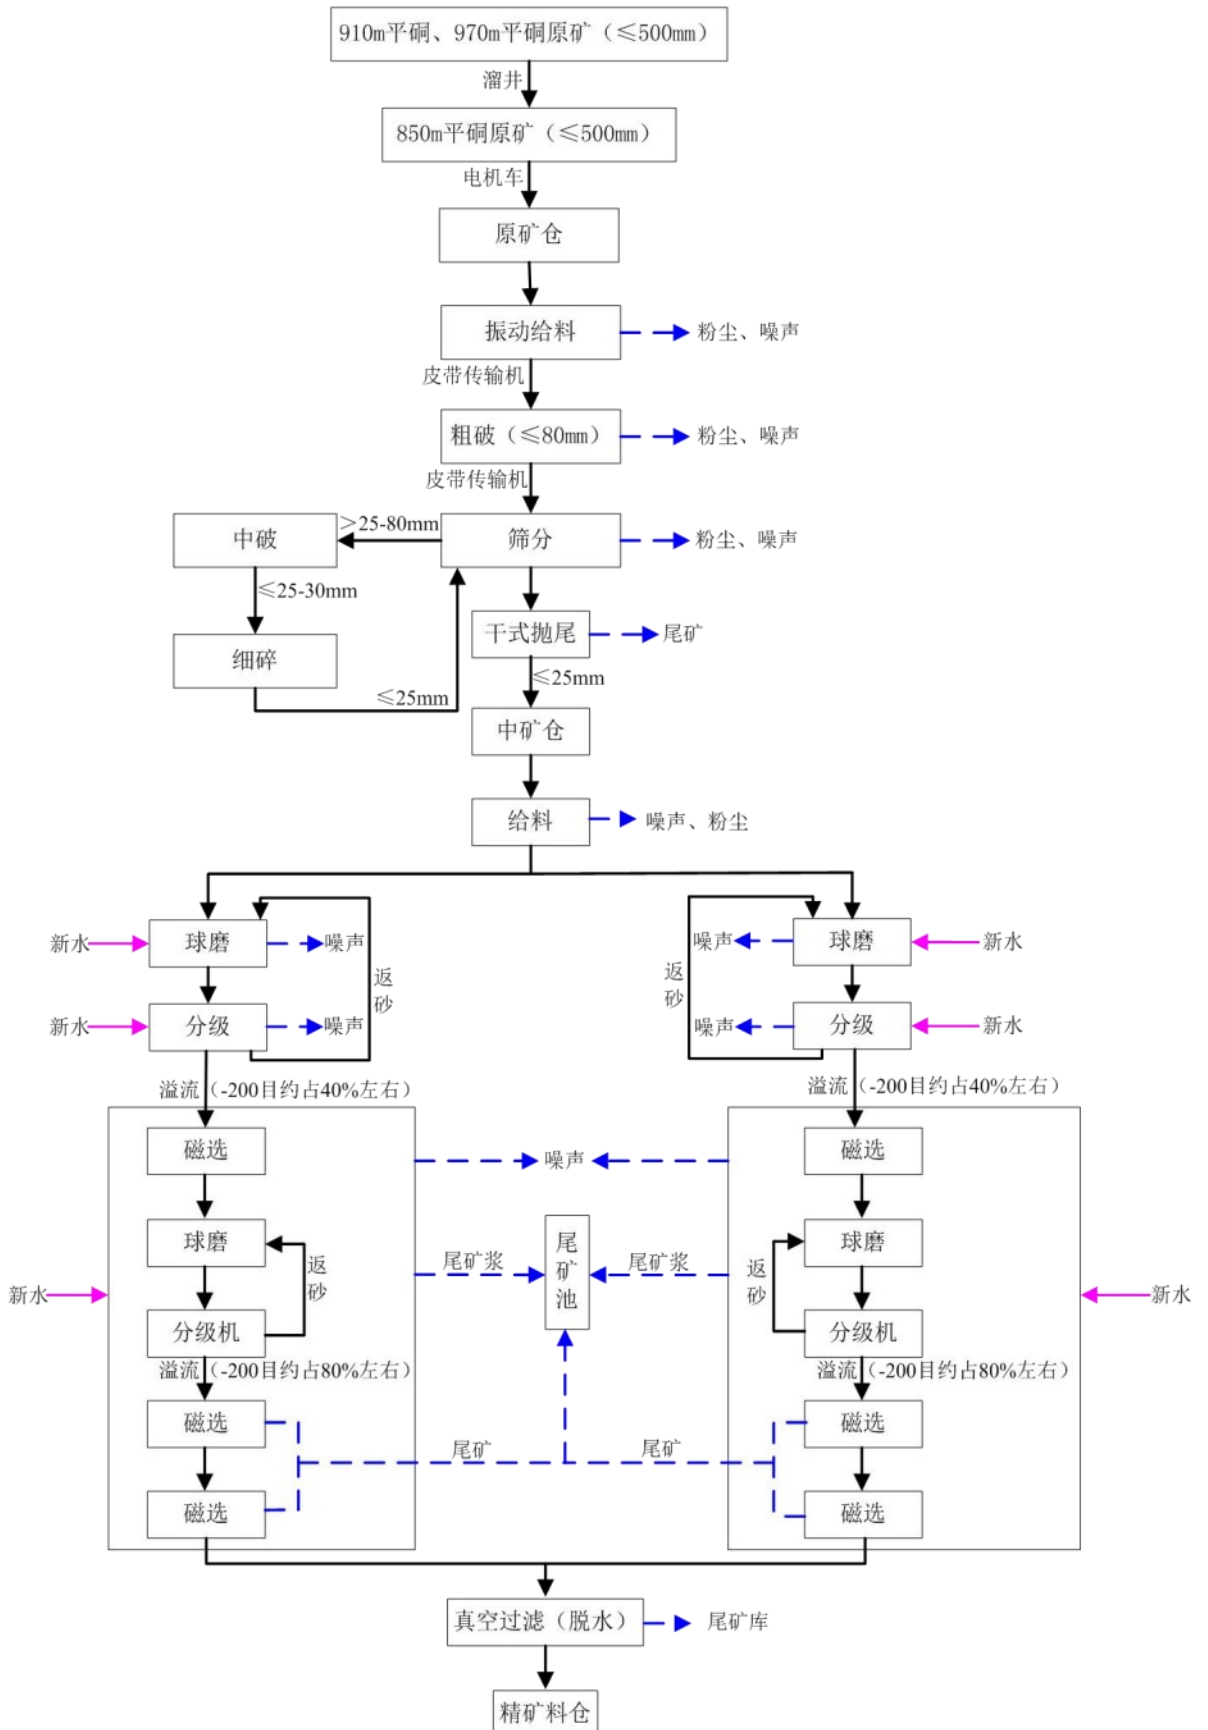 910m平硐、970m平硐原矿（≤500mm）
溜井
850m平硐原矿（≤500mm）
电机车
原矿仓
振动给料
粉尘、噪声
皮带传输机
粗破（≤80mm）
粉尘、噪声
皮带传输机
中破
＞25-80mm
筛分
粉尘、噪声
≤25-30mm
细碎
≤25mm
干式抛尾
尾矿
≤25mm
中矿仓
给料
噪声、粉尘
新水
球磨
噪声
返砂
噪声
球磨
新水
返砂
新水
分级
噪声
噪声
分级
新水
溢流（-200目约占40%左右）
溢流（-200目约占40%左右）
磁选
噪声
磁选
球磨
返砂
尾矿浆
尾矿池
尾矿浆
返砂
球磨
新水
新水
分级机
分级机
溢流（-200目约占80%左右）
溢流（-200目约占80%左右）
磁选
磁选
尾矿
尾矿
磁选
磁选
真空过滤（脱水）
尾矿库
精矿料仓